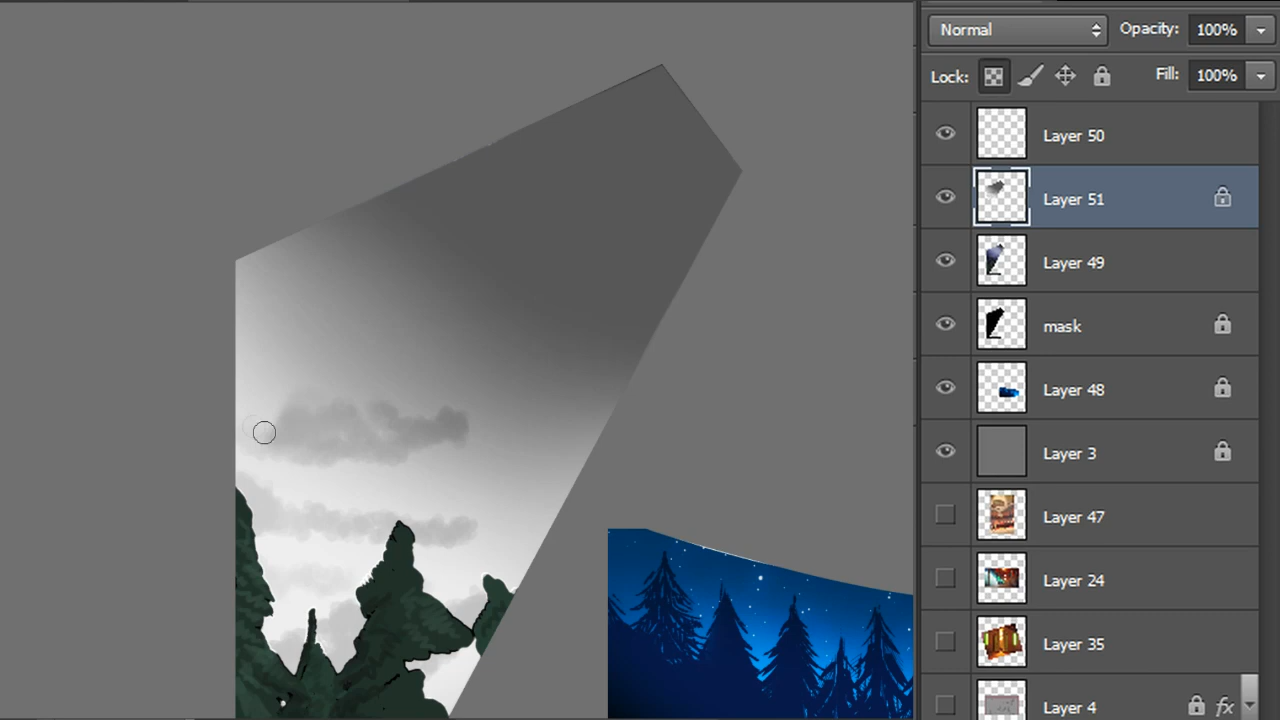 Normal
Opacity: 100%
Lock:
Fill: 100%
Layer 50
Layer 51
Layer 49
mask
Layer 48
Layer 3
Layer 47
Layer 24
Layer 35
Layer 4 fx